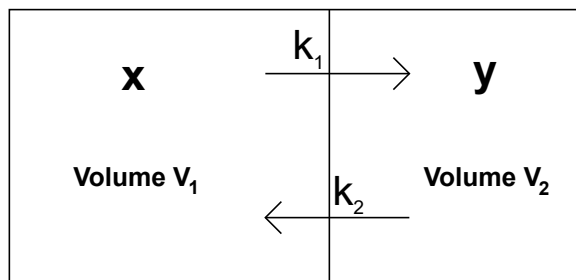 k₁
x y
Volume V₁ Volume V₂
k₂